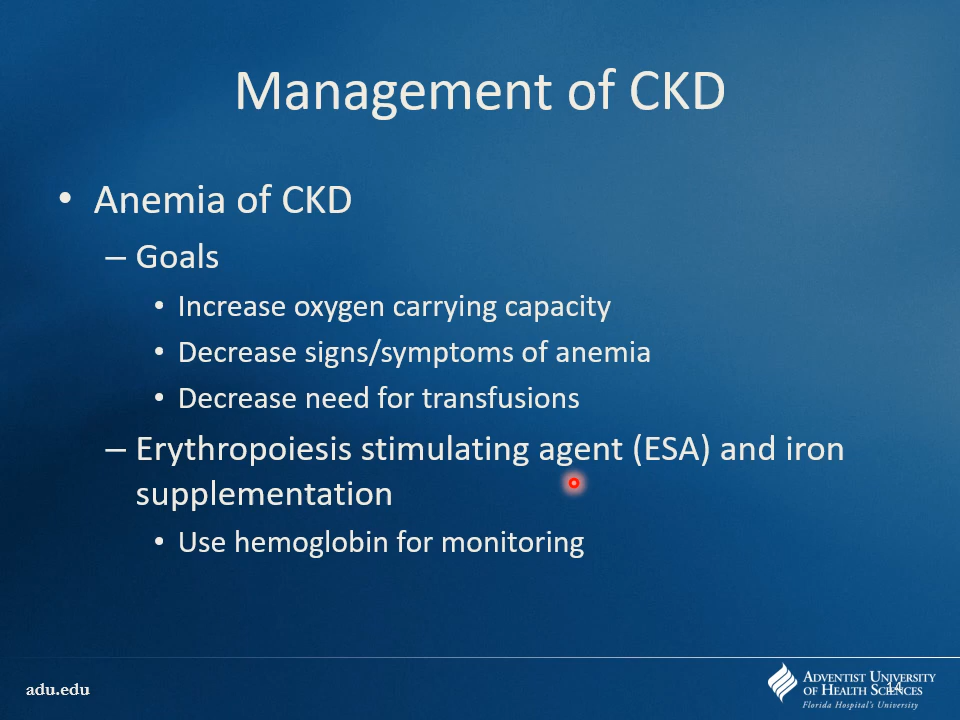 Management of CKD
• Anemia of CKD
– Goals
• Increase oxygen carrying capacity
• Decrease signs/symptoms of anemia
• Decrease need for transfusions
– Erythropoiesis stimulating agent (ESA) and iron
supplementation
• Use hemoglobin for monitoring
adu.edu
ADVENTIST UNIVERSITY
OF HEALTH SCIENCES
Florida Hospital's University
14